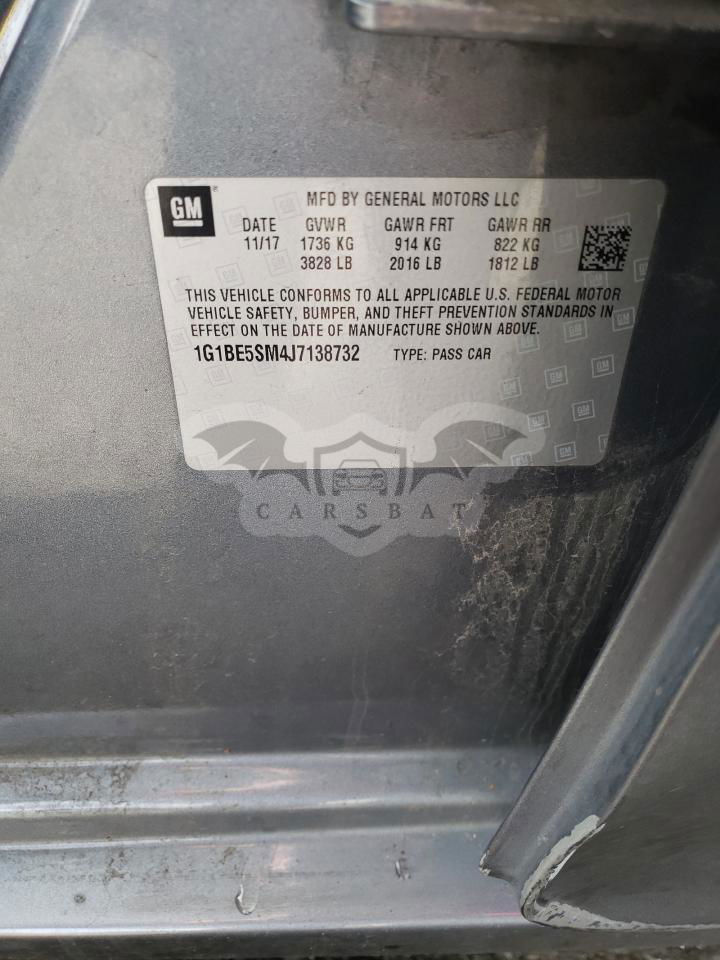 GM
MFD BY GENERAL MOTORS LLC
DATE GVWR GAWR FRT GAWR RR
11/17 1736 KG 914 KG 822 KG
3828 LB 2016 LB 1812 LB
THIS VEHICLE CONFORMS TO ALL APPLICABLE U.S. FEDERAL MOTOR
VEHICLE SAFETY, BUMPER, AND THEFT PREVENTION STANDARDS IN
EFFECT ON THE DATE OF MANUFACTURE SHOWN ABOVE.
1G1BE5SM4J7138732 TYPE: PASS CAR
CARSBAT